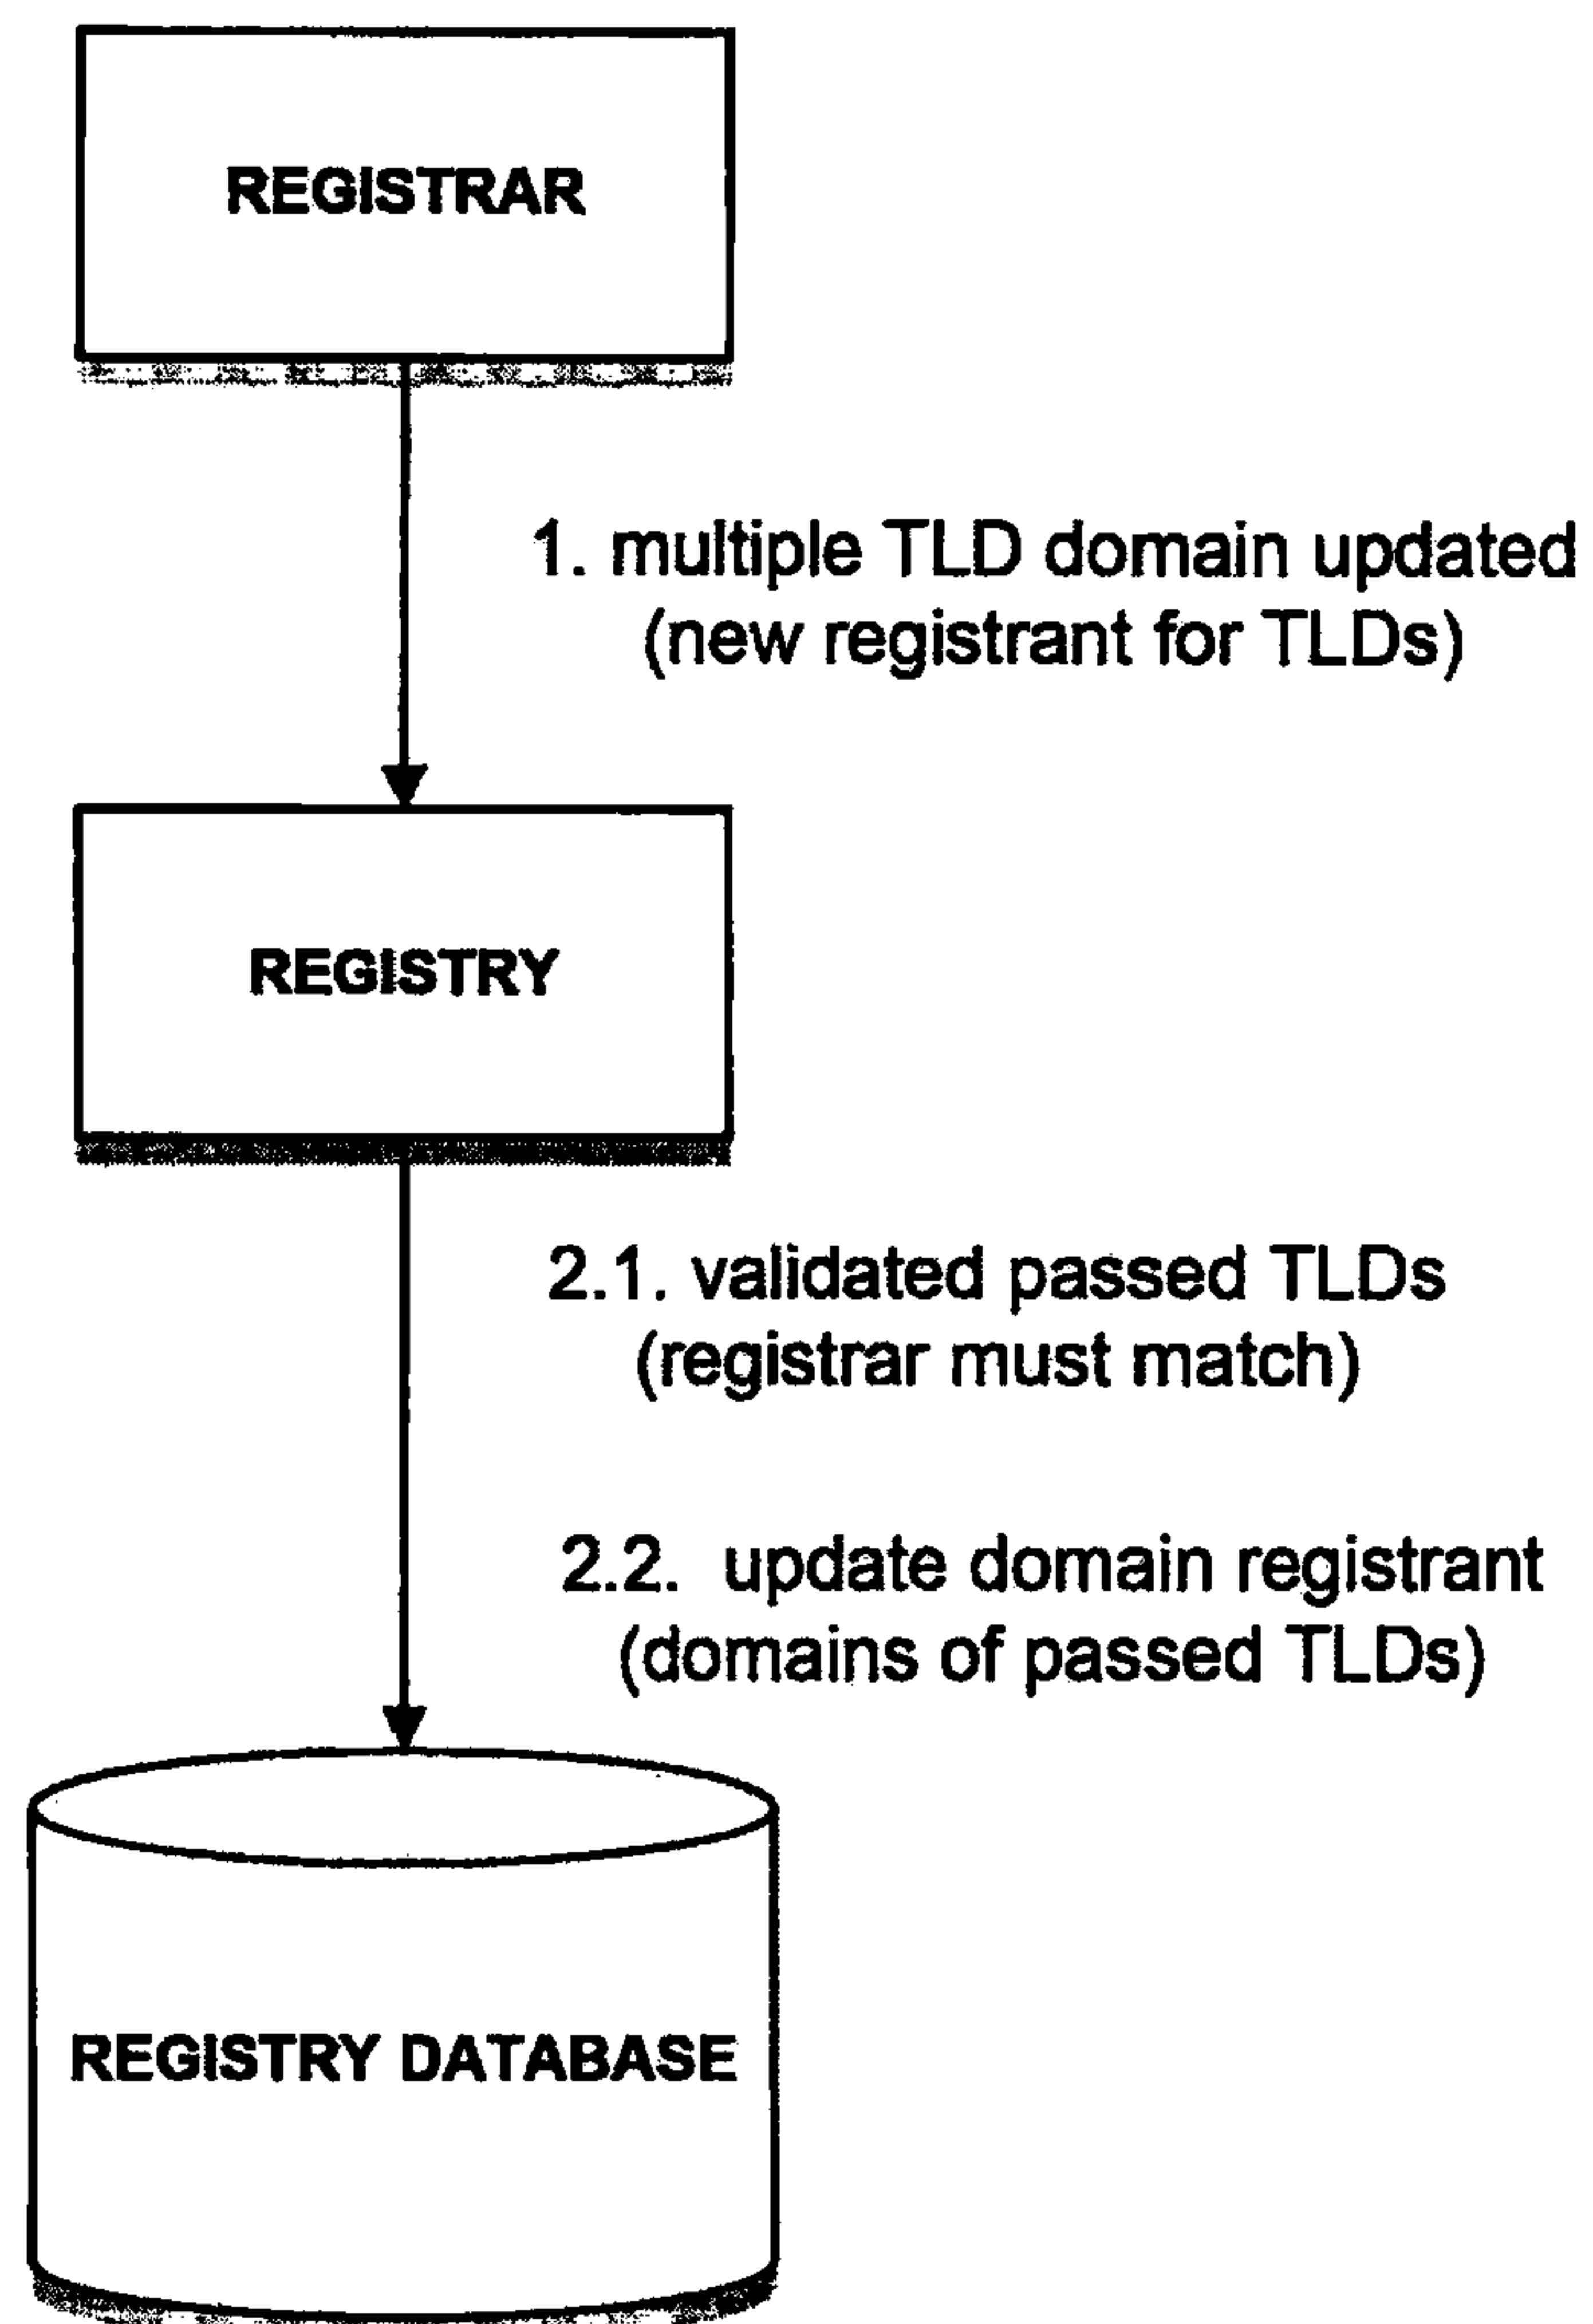 REGISTRAR
1. multiple TLD domain updated
(new registrant for TLDs)
REGISTRY
2.1. validated passed TLDs
(registrar must match)
2.2. update domain registrant
(domains of passed TLDs)
REGISTRY DATABASE